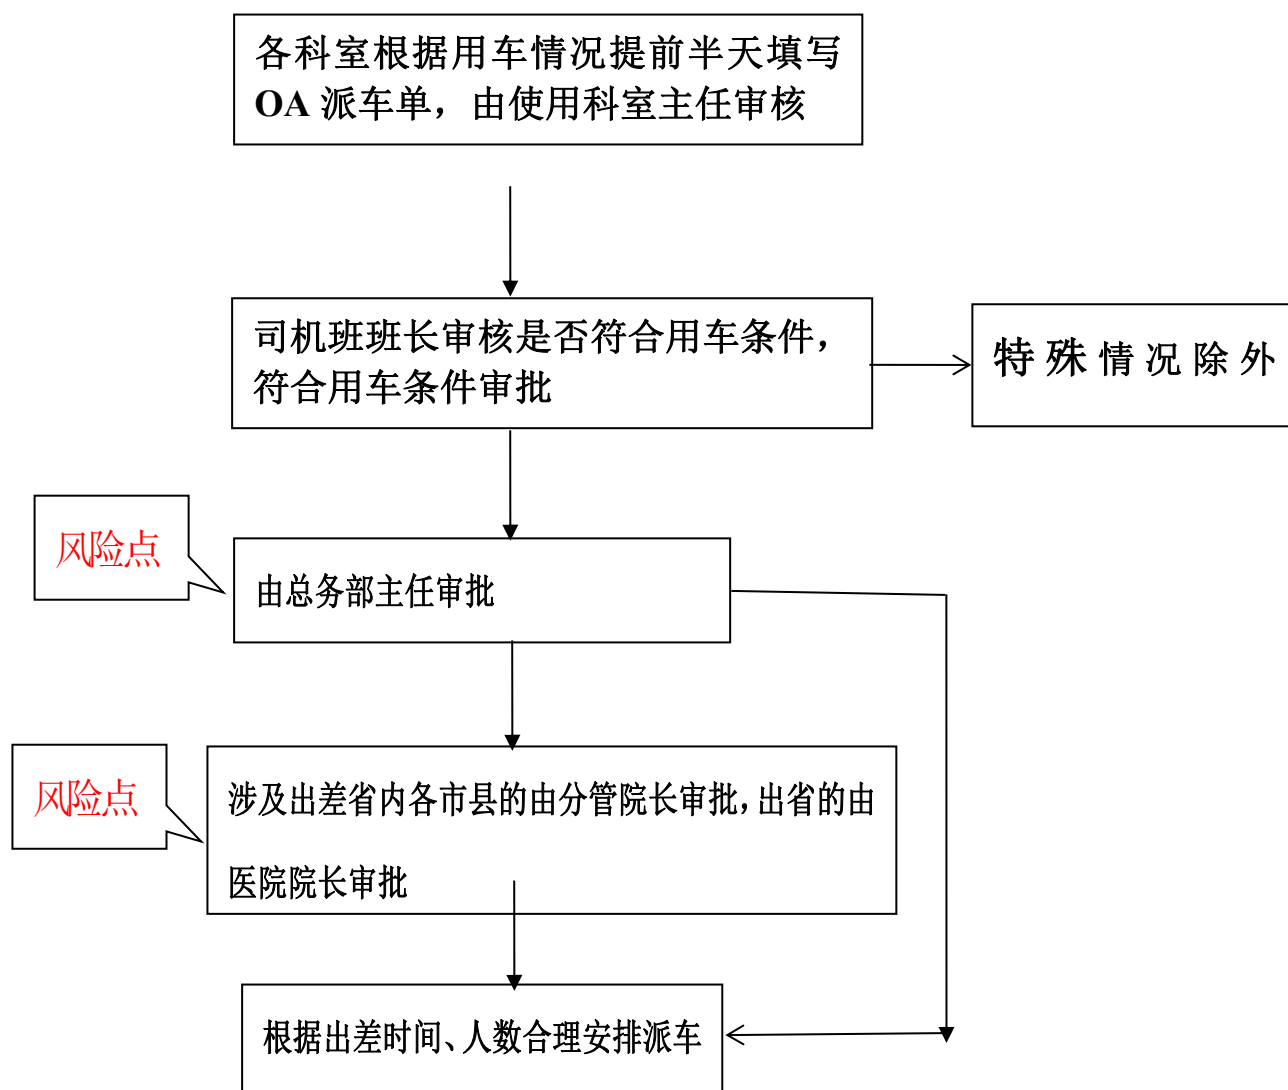 各科室根据用车情况提前半天填写
OA 派车单，由使用科室主任审核
司机班班长审核是否符合用车条件，
符合用车条件审批
特殊情况除外
风险点
由总务部主任审批
风险点
涉及出差省内各市县的由分管院长审批，出省的由
医院院长审批
根据出差时间、人数合理安排派车